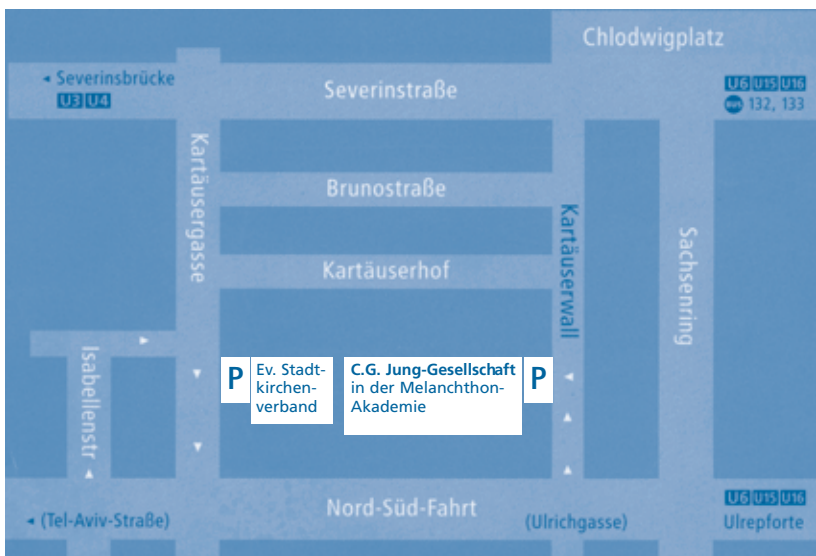 Chlodwigplatz
◂ Severinsbrücke
U3 U4
Severinstraße
U6 U15 U16
BUS 132, 133
Kartäusergasse
Brunostraße
Kartäuserwall
Kartäuserhof
Sachsenring
Isabellenstr
P
Ev. Stadt-
kirchen-
verband
C.G. Jung-Gesellschaft
in der Melanchthon-
Akademie
P
Nord-Süd-Fahrt
◂ (Tel-Aviv-Straße)
(Ulrichgasse)
U6 U15 U16
Ulrepforte